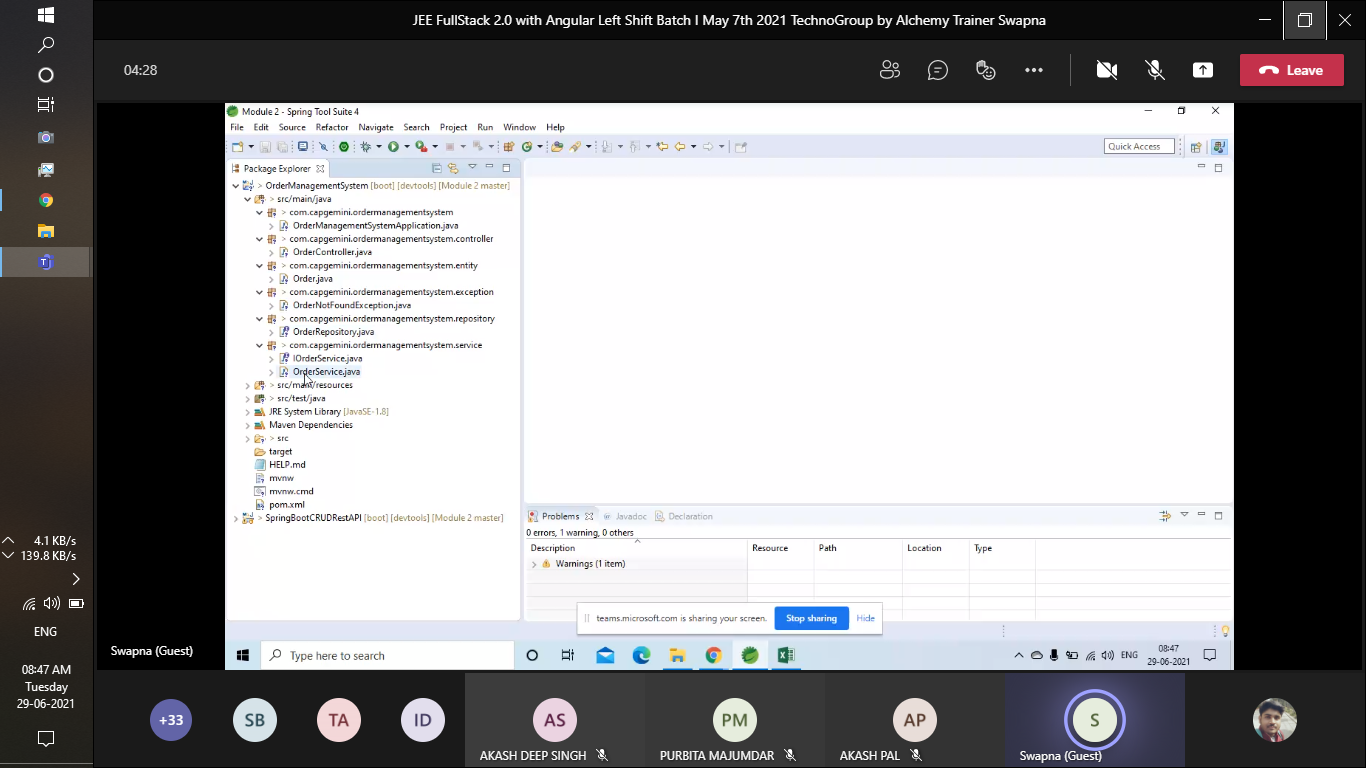 JEE FullStack 2.0 with Angular Left Shift Batch I May 7th 2021 TechnoGroup by Alchemy Trainer Swapna
04:28
Leave
Module 2 - Spring Tool Suite 4
File Edit Source Refactor Navigate Search Project Run Window Help
Quick Access
Package Explorer
> OrderManagementSystem [boot] [devtools] [Module 2 master]
> src/main/java
> com.capgemini.ordermanagementsystem
OrderManagementSystemApplication.java
> com.capgemini.ordermanagementsystem.controller
OrderController.java
> com.capgemini.ordermanagementsystem.entity
Order.java
> com.capgemini.ordermanagementsystem.exception
OrderNotFoundException.java
> com.capgemini.ordermanagementsystem.repository
OrderRepository.java
> com.capgemini.ordermanagementsystem.service
IOrderService.java
OrderService.java
> src/main/resources
> src/test/java
JRE System Library [JavaSE-1.8]
Maven Dependencies
> src
target
HELP.md
mvnw
mvnw.cmd
pom.xml
> SpringBootCRUDRestAPI [boot] [devtools] [Module 2 master]
Problems Javadoc Declaration
0 errors, 1 warning, 0 others
Description Resource Path Location Type
Warnings (1 item)
teams.microsoft.com is sharing your screen. Stop sharing Hide
Type here to search
ENG
08:47
29-06-2021
Swapna (Guest)
4.1 KB/s
139.8 KB/s
ENG
08:47 AM
Tuesday
29-06-2021
+33
SB
TA
ID
AS
AKASH DEEP SINGH
PM
PURBITA MAJUMDAR
AP
AKASH PAL
S
Swapna (Guest)